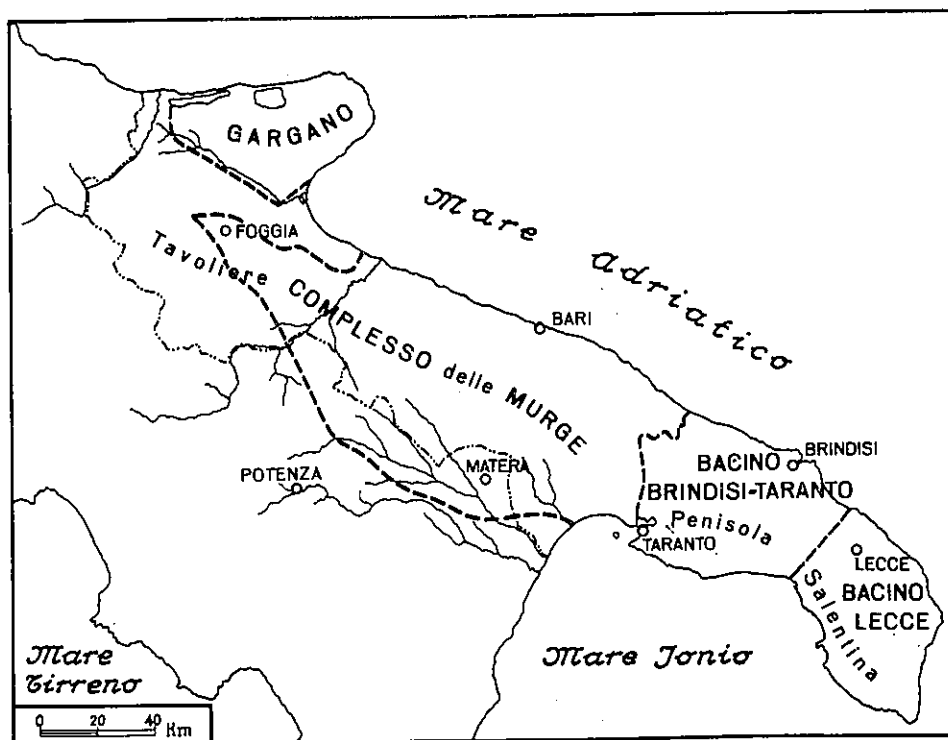 GARGANO
Mare Adriatico
FOGGIA
Tavoliere
COMPLESSO delle MURGE
BARI
POTENZA
MATERA
BRINDISI
BACINO
BRINDISI-TARANTO
Penisola
TARANTO
LECCE
BACINO
LECCE
Salentina
Mare
Tirreno
Mare Jonio
0 20 40 Km